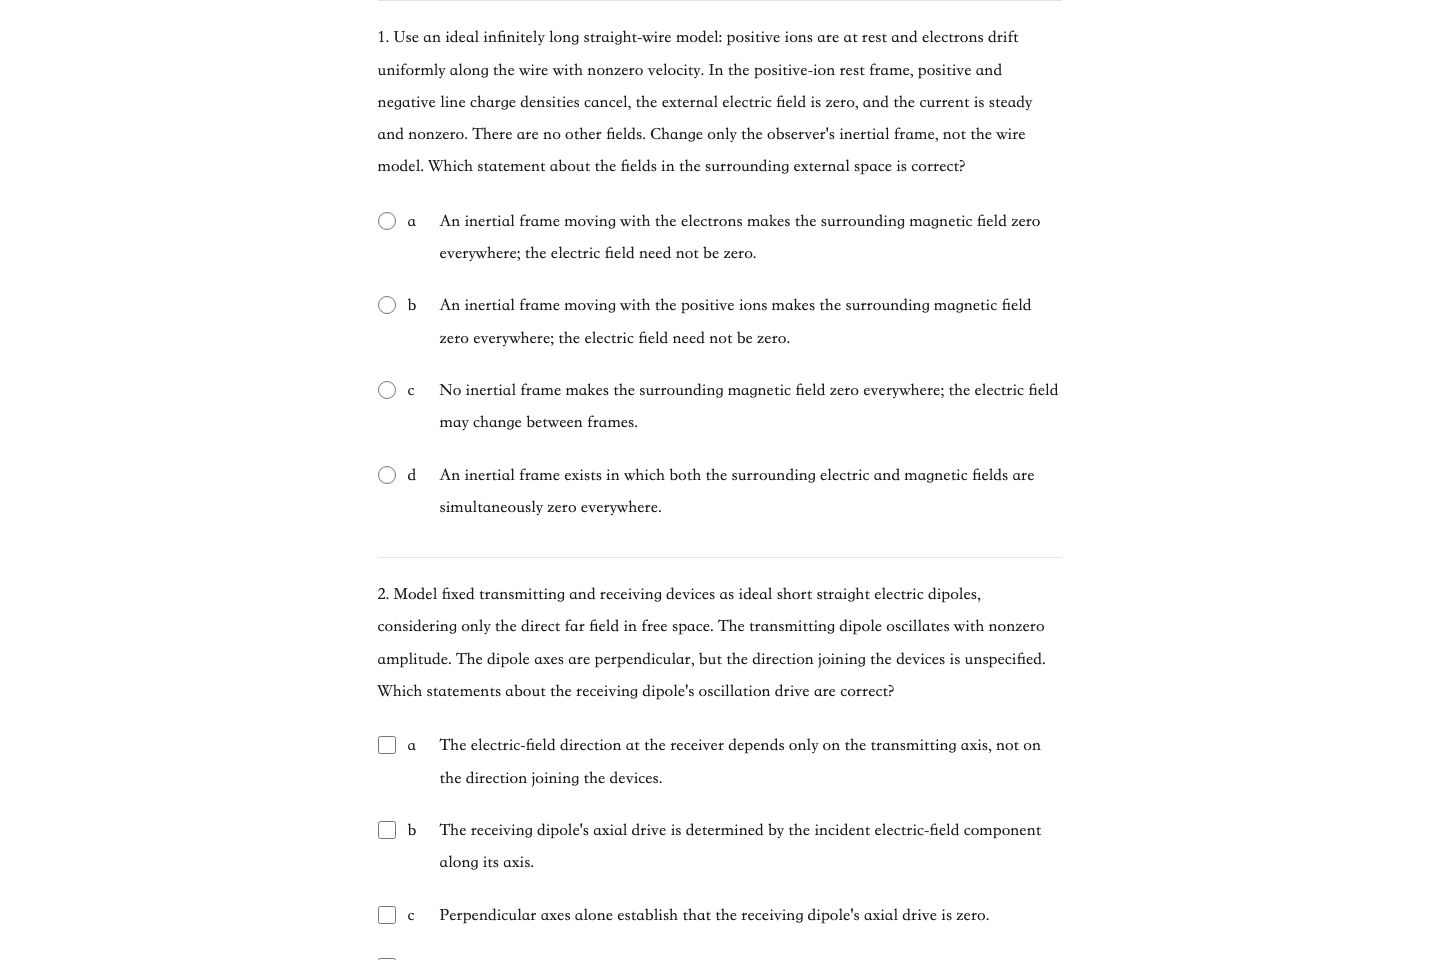 1. Use an ideal infinitely long straight-wire model: positive ions are at rest and electrons drift
uniformly along the wire with nonzero velocity. In the positive-ion rest frame, positive and
negative line charge densities cancel, the external electric field is zero, and the current is steady
and nonzero. There are no other fields. Change only the observer's inertial frame, not the wire
model. Which statement about the fields in the surrounding external space is correct?
a An inertial frame moving with the electrons makes the surrounding magnetic field zero
everywhere; the electric field need not be zero.
b An inertial frame moving with the positive ions makes the surrounding magnetic field
zero everywhere; the electric field need not be zero.
c No inertial frame makes the surrounding magnetic field zero everywhere; the electric field
may change between frames.
d An inertial frame exists in which both the surrounding electric and magnetic fields are
simultaneously zero everywhere.
2. Model fixed transmitting and receiving devices as ideal short straight electric dipoles,
considering only the direct far field in free space. The transmitting dipole oscillates with nonzero
amplitude. The dipole axes are perpendicular, but the direction joining the devices is unspecified.
Which statements about the receiving dipole's oscillation drive are correct?
a The electric-field direction at the receiver depends only on the transmitting axis, not on
the direction joining the devices.
b The receiving dipole's axial drive is determined by the incident electric-field component
along its axis.
c Perpendicular axes alone establish that the receiving dipole's axial drive is zero.